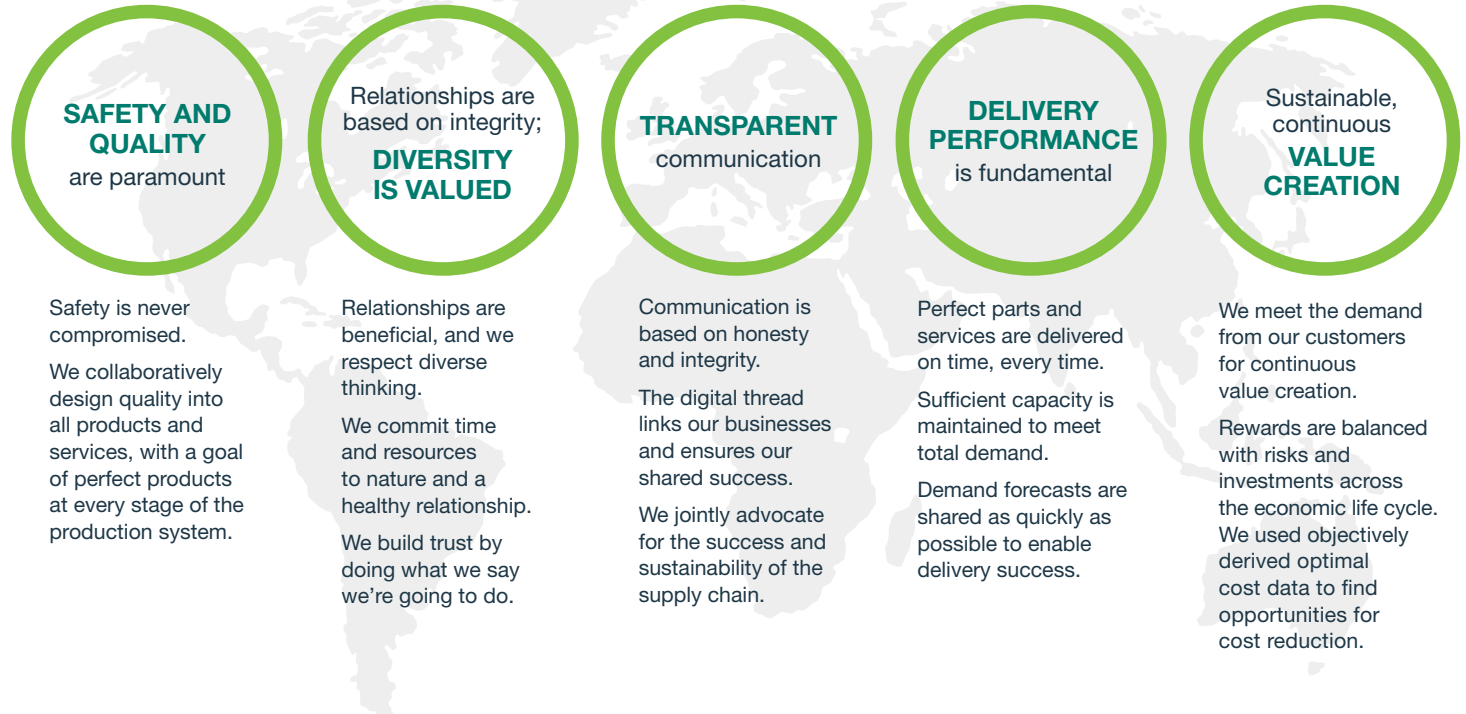 SAFETY AND
QUALITY
are paramount
Safety is never
compromised.
We collaboratively
design quality into
all products and
services, with a goal
of perfect products
at every stage of the
production system.
Relationships are
based on integrity;
DIVERSITY
IS VALUED
Relationships are
beneficial, and we
respect diverse
thinking.
We commit time
and resources
to nature and a
healthy relationship.
We build trust by
doing what we say
we’re going to do.
TRANSPARENT
communication
Communication is
based on honesty
and integrity.
The digital thread
links our businesses
and ensures our
shared success.
We jointly advocate
for the success and
sustainability of the
supply chain.
DELIVERY
PERFORMANCE
is fundamental
Perfect parts and
services are delivered
on time, every time.
Sufficient capacity is
maintained to meet
total demand.
Demand forecasts are
shared as quickly as
possible to enable
delivery success.
Sustainable,
continuous
VALUE
CREATION
We meet the demand
from our customers
for continuous
value creation.
Rewards are balanced
with risks and
investments across
the economic life cycle.
We used objectively
derived optimal
cost data to find
opportunities for
cost reduction.